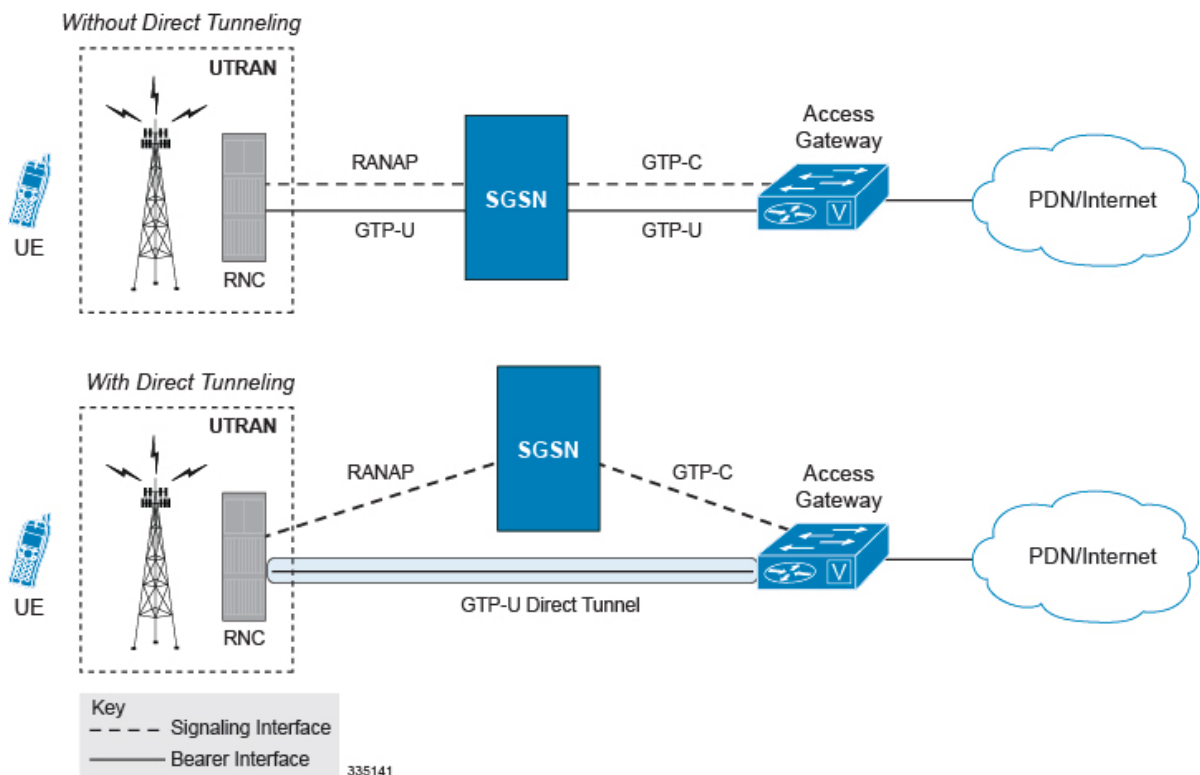 Without Direct Tunneling
UTRAN
UE
RNC
RANAP
GTP-U
SGSN
GTP-C
GTP-U
Access
Gateway
V
PDN/Internet
With Direct Tunneling
UTRAN
UE
RNC
RANAP
SGSN
GTP-C
GTP-U Direct Tunnel
Access
Gateway
V
PDN/Internet
Key
Signaling Interface
Bearer Interface
335141